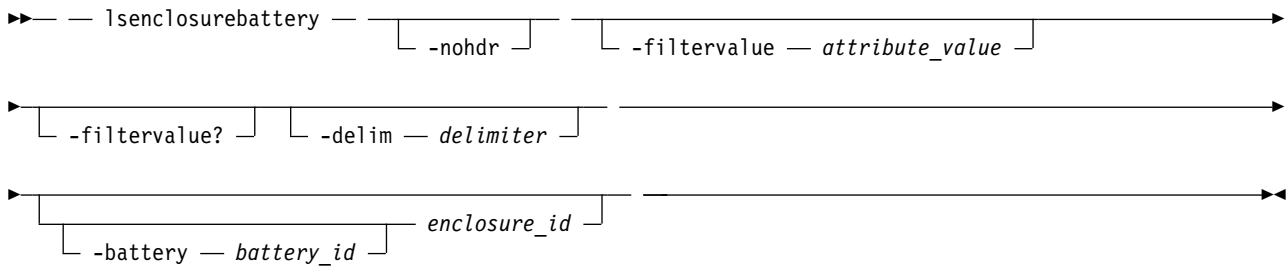 lsenclosurebattery -nohdr -filtervalue attribute_value
-filtervalue? -delim delimiter
-battery battery_id enclosure_id